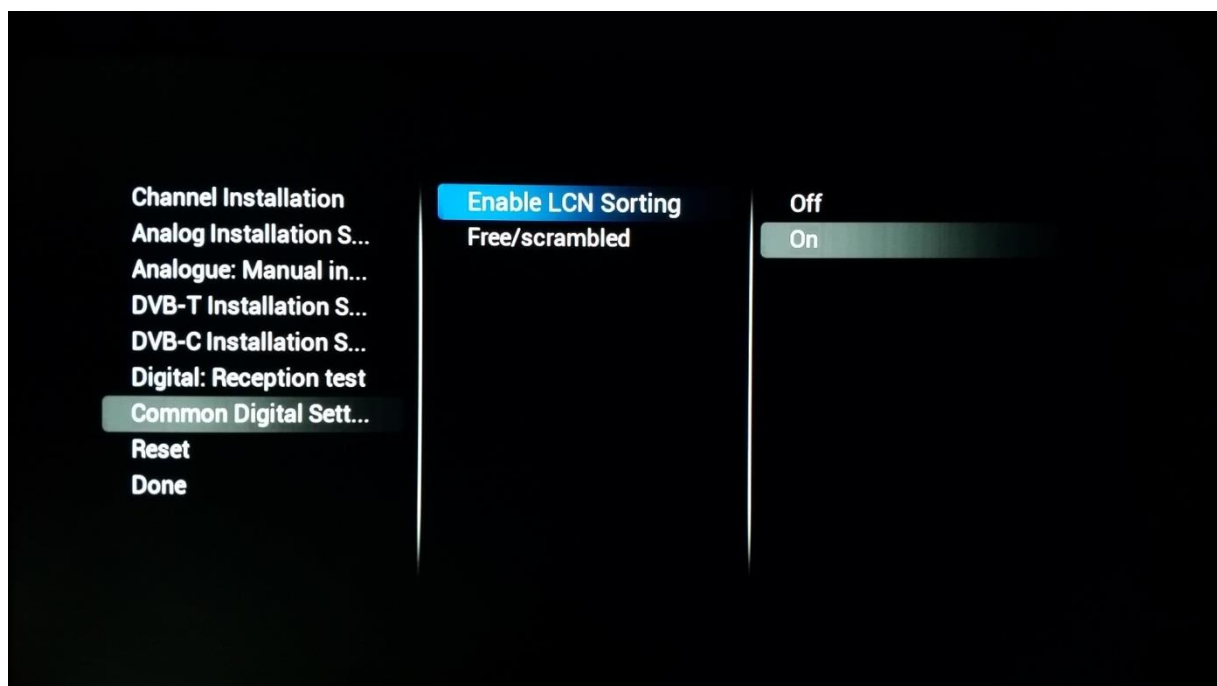 Channel Installation
Analog Installation S...
Analogue: Manual in...
DVB-T Installation S...
DVB-C Installation S...
Digital: Reception test
Common Digital Sett...
Reset
Done
Enable LCN Sorting
Free/scrambled
Off
On